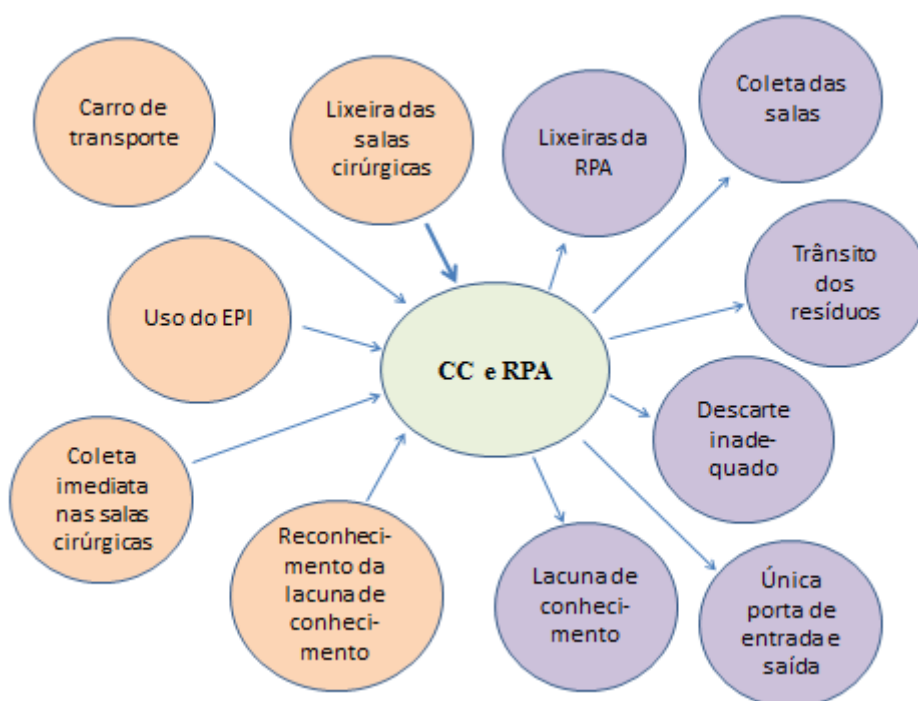 Carro de
transporte
Lixeira das
salas
cirúrgicas
Lixeiras da
RPA
Coleta das
salas
Uso do EPI
CC e RPA
Trânsito
dos
resíduos
Coleta
imediata
nas salas
cirúrgicas
Reconheci-
mento da
lacuna de
conheci-
mento
Lacuna de
conheci-
mento
Descarte
inade-
quado
Única
porta de
entrada e
saída